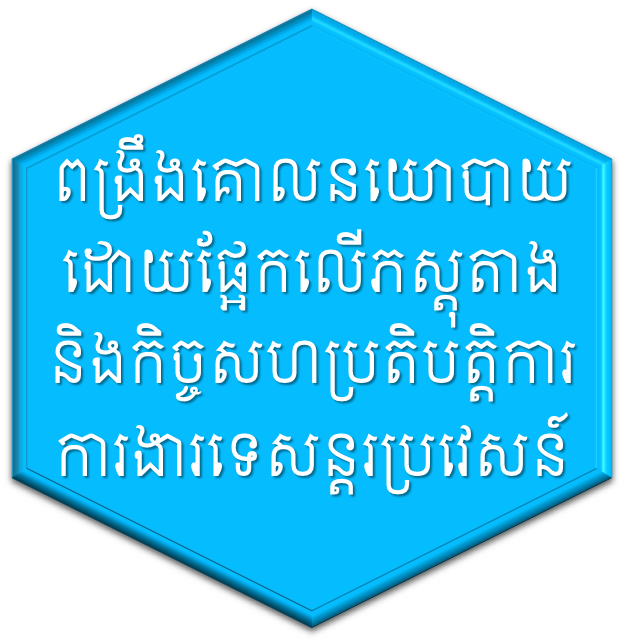 ពង្រឹងគោលនយោបាយ
ដោយផ្អែកលើភស្តុតាង
និងកិច្ចសហប្រតិបត្តិការ
ការងារទេសន្តរប្រវេសន៍